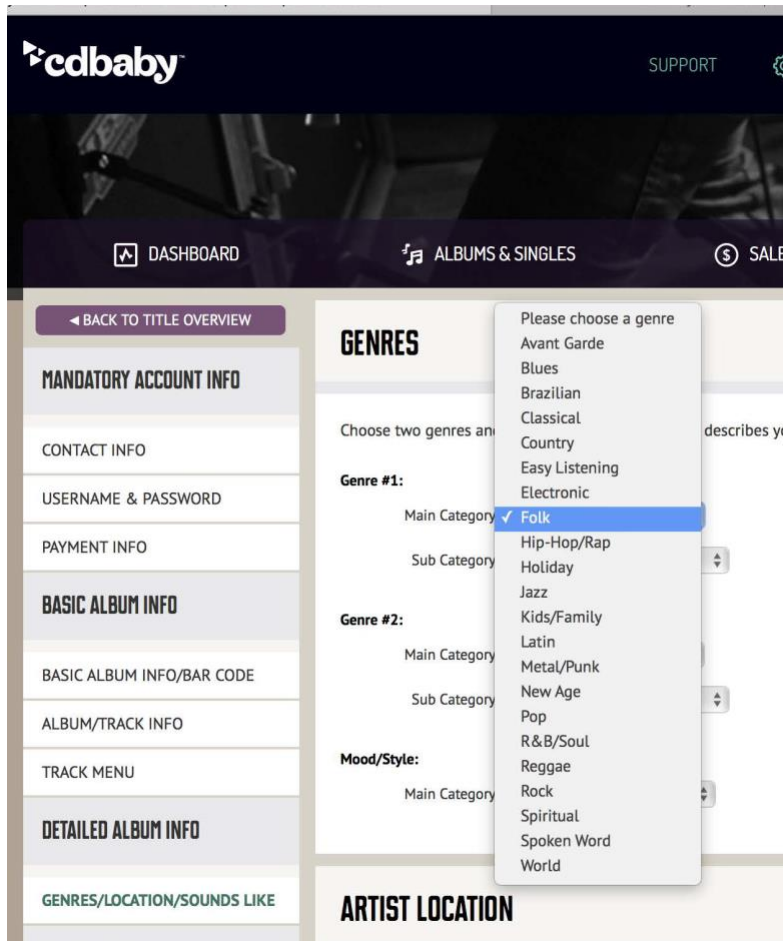 cdbaby
SUPPORT
DASHBOARD
ALBUMS & SINGLES
◄ BACK TO TITLE OVERVIEW
MANDATORY ACCOUNT INFO
CONTACT INFO
USERNAME & PASSWORD
PAYMENT INFO
BASIC ALBUM INFO
BASIC ALBUM INFO/BAR CODE
ALBUM/TRACK INFO
TRACK MENU
DETAILED ALBUM INFO
GENRES/LOCATION/SOUNDS LIKE
GENRES
Choose two genres
describes
Genre #1:
Main Category
Sub Category
Genre #2:
Main Category
Sub Category
Mood/Style:
Main Category
Please choose a genre
Avant Garde
Blues
Brazilian
Classical
Country
Easy Listening
Electronic
✓ Folk
Hip-Hop/Rap
Holiday
Jazz
Kids/Family
Latin
Metal/Punk
New Age
Pop
R&B/Soul
Reggae
Rock
Spiritual
Spoken Word
World
ARTIST LOCATION